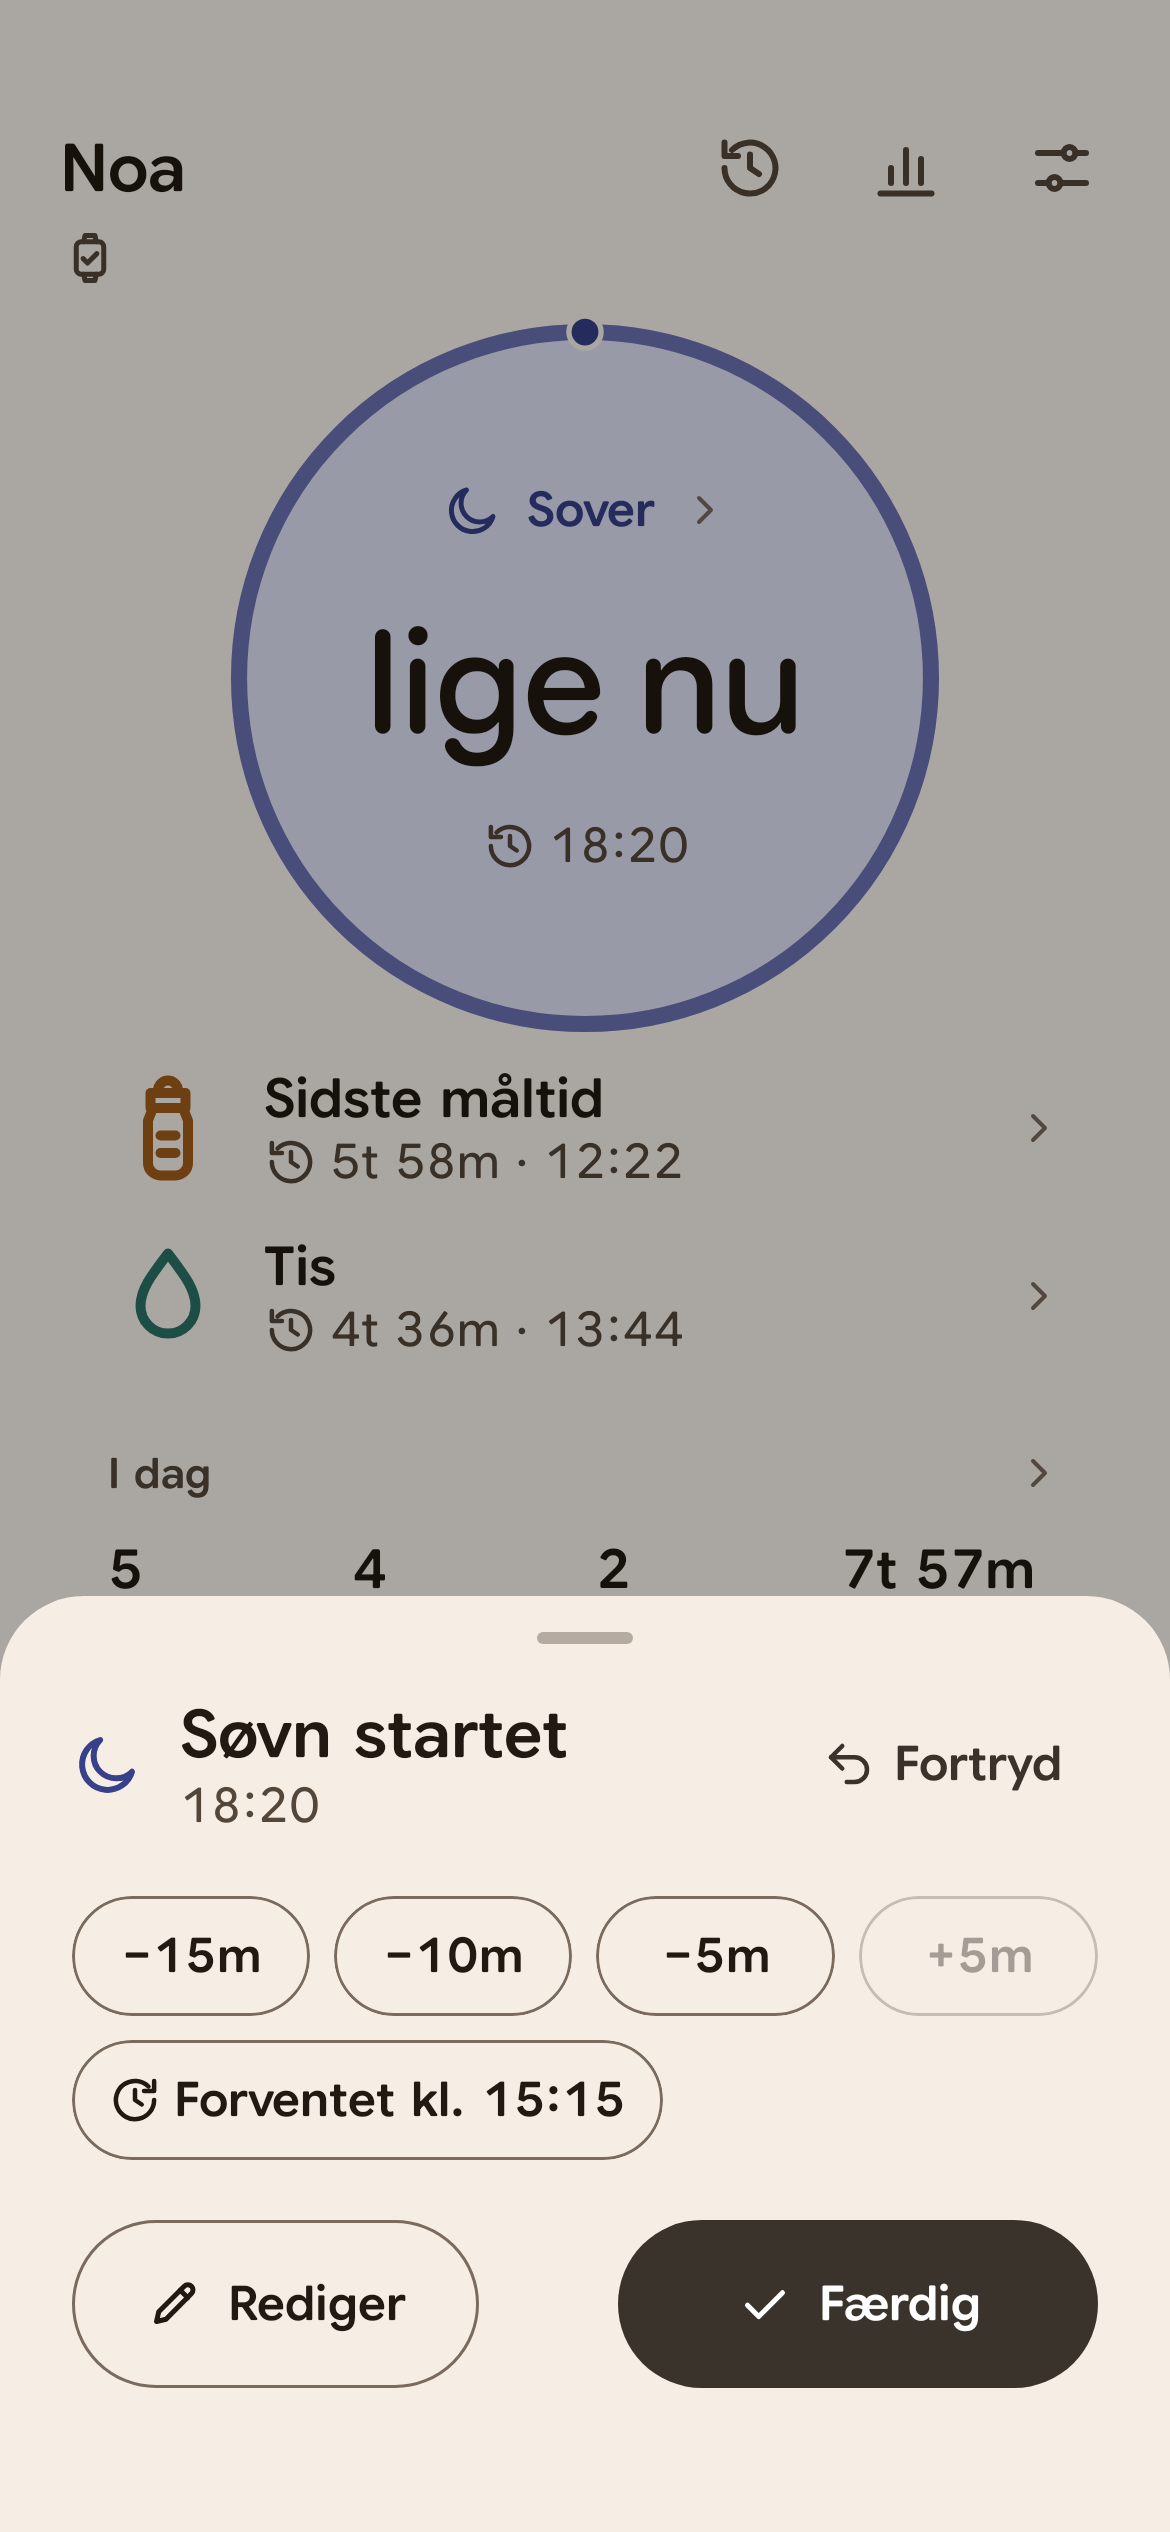 Noa
Sover
lige nu
18:20
Sidste måltid
5t 58m · 12:22
Tis
4t 36m · 13:44
I dag
5 4 2 7t 57m
Søvn startet
18:20
Fortryd
−15m −10m −5m +5m
Forventet kl. 15:15
Rediger Færdig